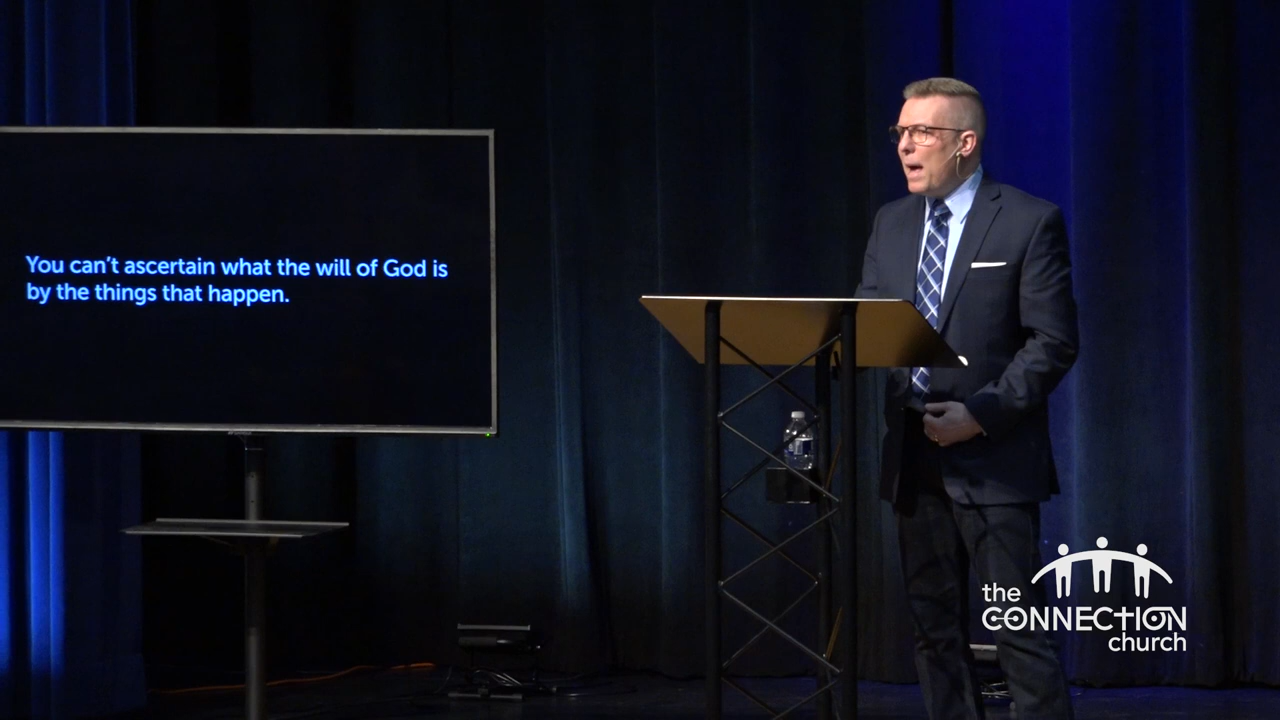 You can't ascertain what the will of God is
by the things that happen.
the
CONNECTION
church